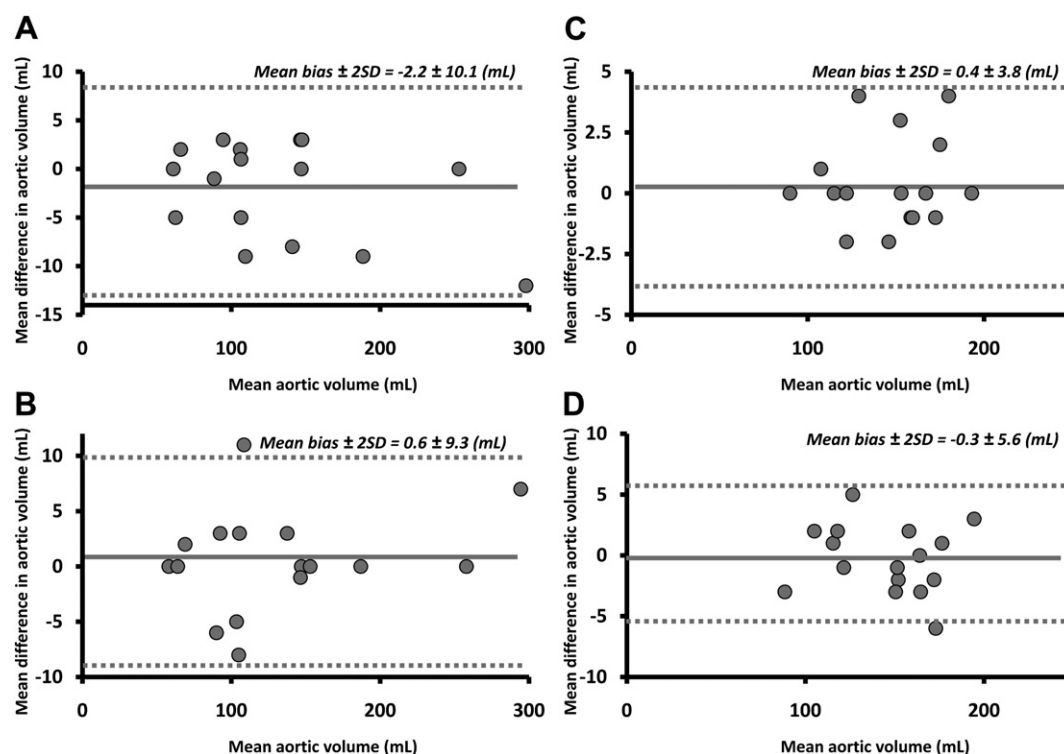 A
Mean difference in aortic volume (mL)
10
5
0
-5
-10
-15
Mean bias ± 2SD = -2.2 ± 10.1 (mL)
0
100
200
300
Mean aortic volume (mL)
B
Mean difference in aortic volume (mL)
10
5
0
-5
-10
Mean bias ± 2SD = 0.6 ± 9.3 (mL)
0
100
200
300
Mean aortic volume (mL)
C
Mean difference in aortic volume (mL)
5
2.5
0
-2.5
-5
Mean bias ± 2SD = 0.4 ± 3.8 (mL)
0
100
200
Mean aortic volume (mL)
D
Mean difference in aortic volume (mL)
10
5
0
-5
-10
Mean bias ± 2SD = -0.3 ± 5.6 (mL)
0
100
200
Mean aortic volume (mL)